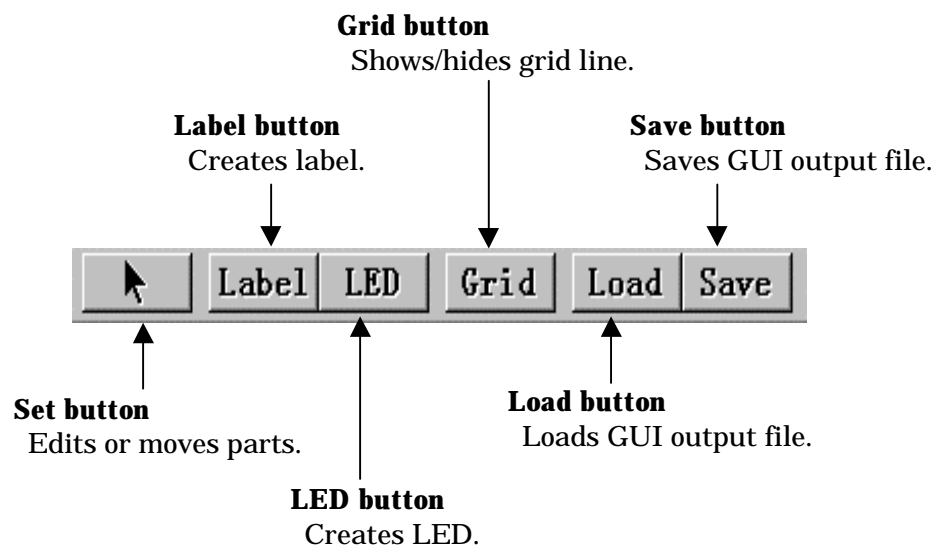 Grid button
Shows/hides grid line.
Label button
Creates label.
Save button
Saves GUI output file.
Label LED Grid Load Save
Set button
Edits or moves parts.
Load button
Loads GUI output file.
LED button
Creates LED.